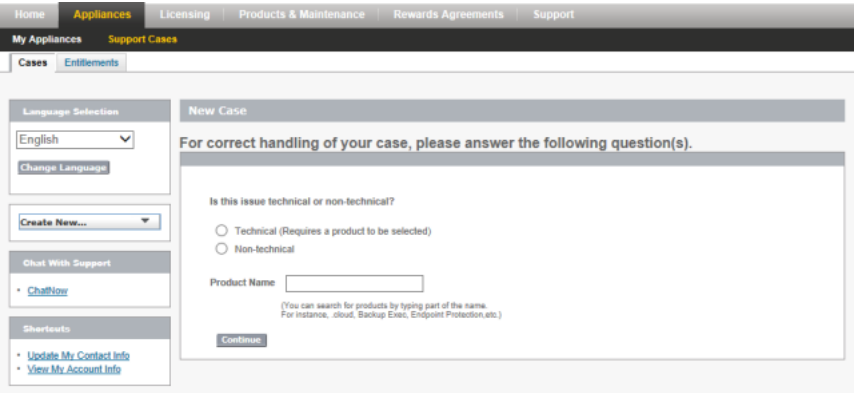 Home Appliances Licensing Products & Maintenance Rewards Agreements Support
My Appliances Support Cases
Cases Entitlements
Language Selection
English
Change Language
Create New...
Chat With Support
ChatNow
Shortcuts
Update My Contact Info
View My Account Info
New Case
For correct handling of your case, please answer the following question(s).
Is this issue technical or non-technical?
Technical (Requires a product to be selected)
Non-technical
Product Name
(You can search for products by typing part of the name.
For instance, .cloud, Backup Exec, Endpoint Protection,etc.)
Continue